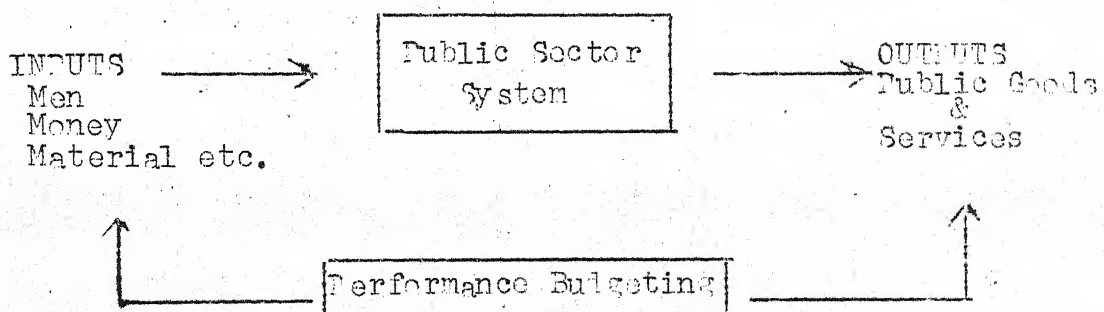 INPUTS
Men
Money
Material etc.
Public Sector
System
OUTPUTS
Public Goods
&
Services
Performance Budgeting